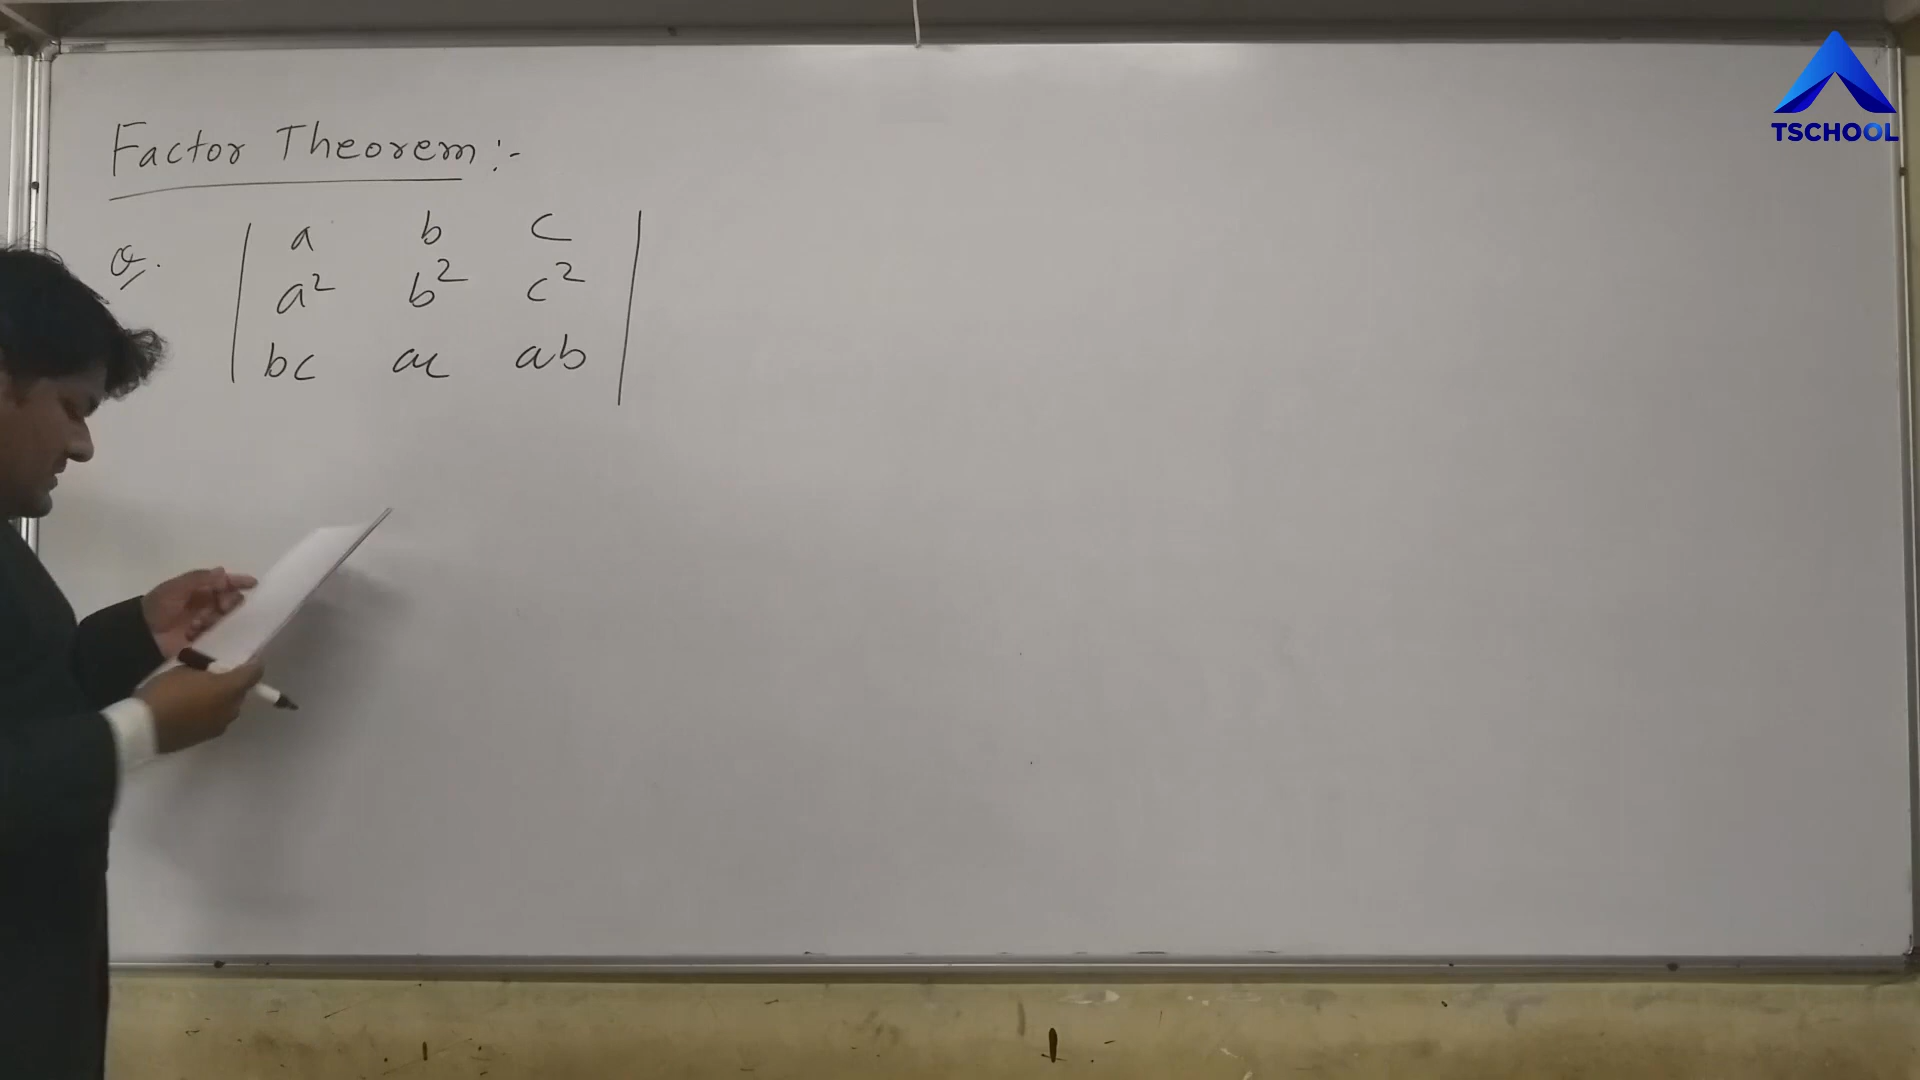 TSCHOOL
Factor Theorem :-
Q. | a b c |
| a² b² c² |
| bc ac ab |